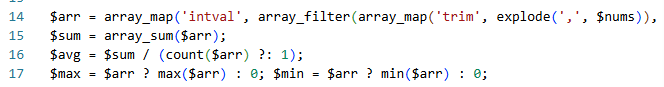 14 $arr = array_map('intval', array_filter(array_map('trim', explode(',', $nums)),
15 $sum = array_sum($arr);
16 $avg = $sum / (count($arr) ?: 1);
17 $max = $arr ? max($arr) : 0; $min = $arr ? min($arr) : 0;